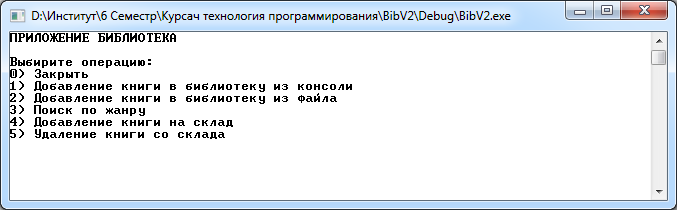 D:\Институт\6 Семестр\Курсач технология программирования\BibV2\Debug\BibV2.exe
ПРИЛОЖЕНИЕ БИБЛИОТЕКА
Выбирите операцию:
0) Закрыть
1) Добавление книги в библиотеку из консоли
2) Добавление книги в библиотеку из файла
3) Поиск по жанру
4) Добавление книги на склад
5) Удаление книги со склада